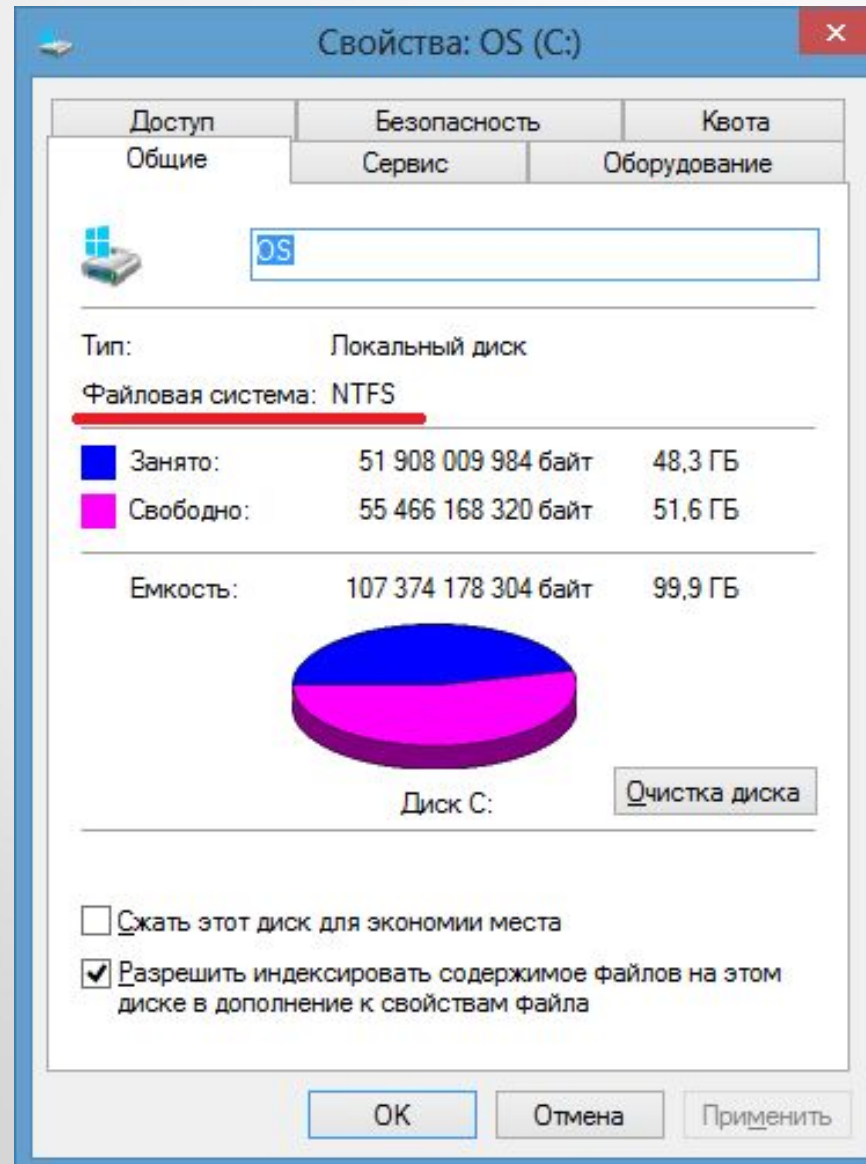 Свойства: OS (C:)
Доступ Безопасность Квота
Общие Сервис Оборудование
OS
Тип: Локальный диск
Файловая система: NTFS
Занято: 51 908 009 984 байт 48,3 ГБ
Свободно: 55 466 168 320 байт 51,6 ГБ
Емкость: 107 374 178 304 байт 99,9 ГБ
Диск C:
Очистка диска
Сжать этот диск для экономии места
Разрешить индексировать содержимое файлов на этом
диске в дополнение к свойствам файла
OK Отмена Применить